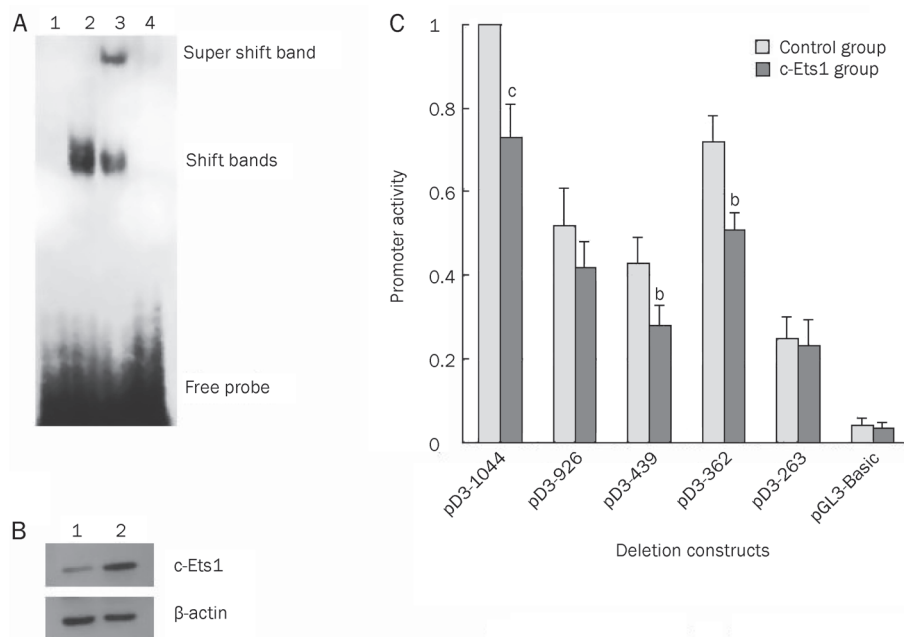 A
1 2 3 4
Super shift band
Shift bands
Free probe
B
1 2
c-Ets1
β-actin
C
Control group
c-Ets1 group
Promoter activity
1
0.8
0.6
0.4
0.2
0
c
b
b
pD3-1044
pD3-926
pD3-439
pD3-362
pD3-263
pGL3-Basic
Deletion constructs